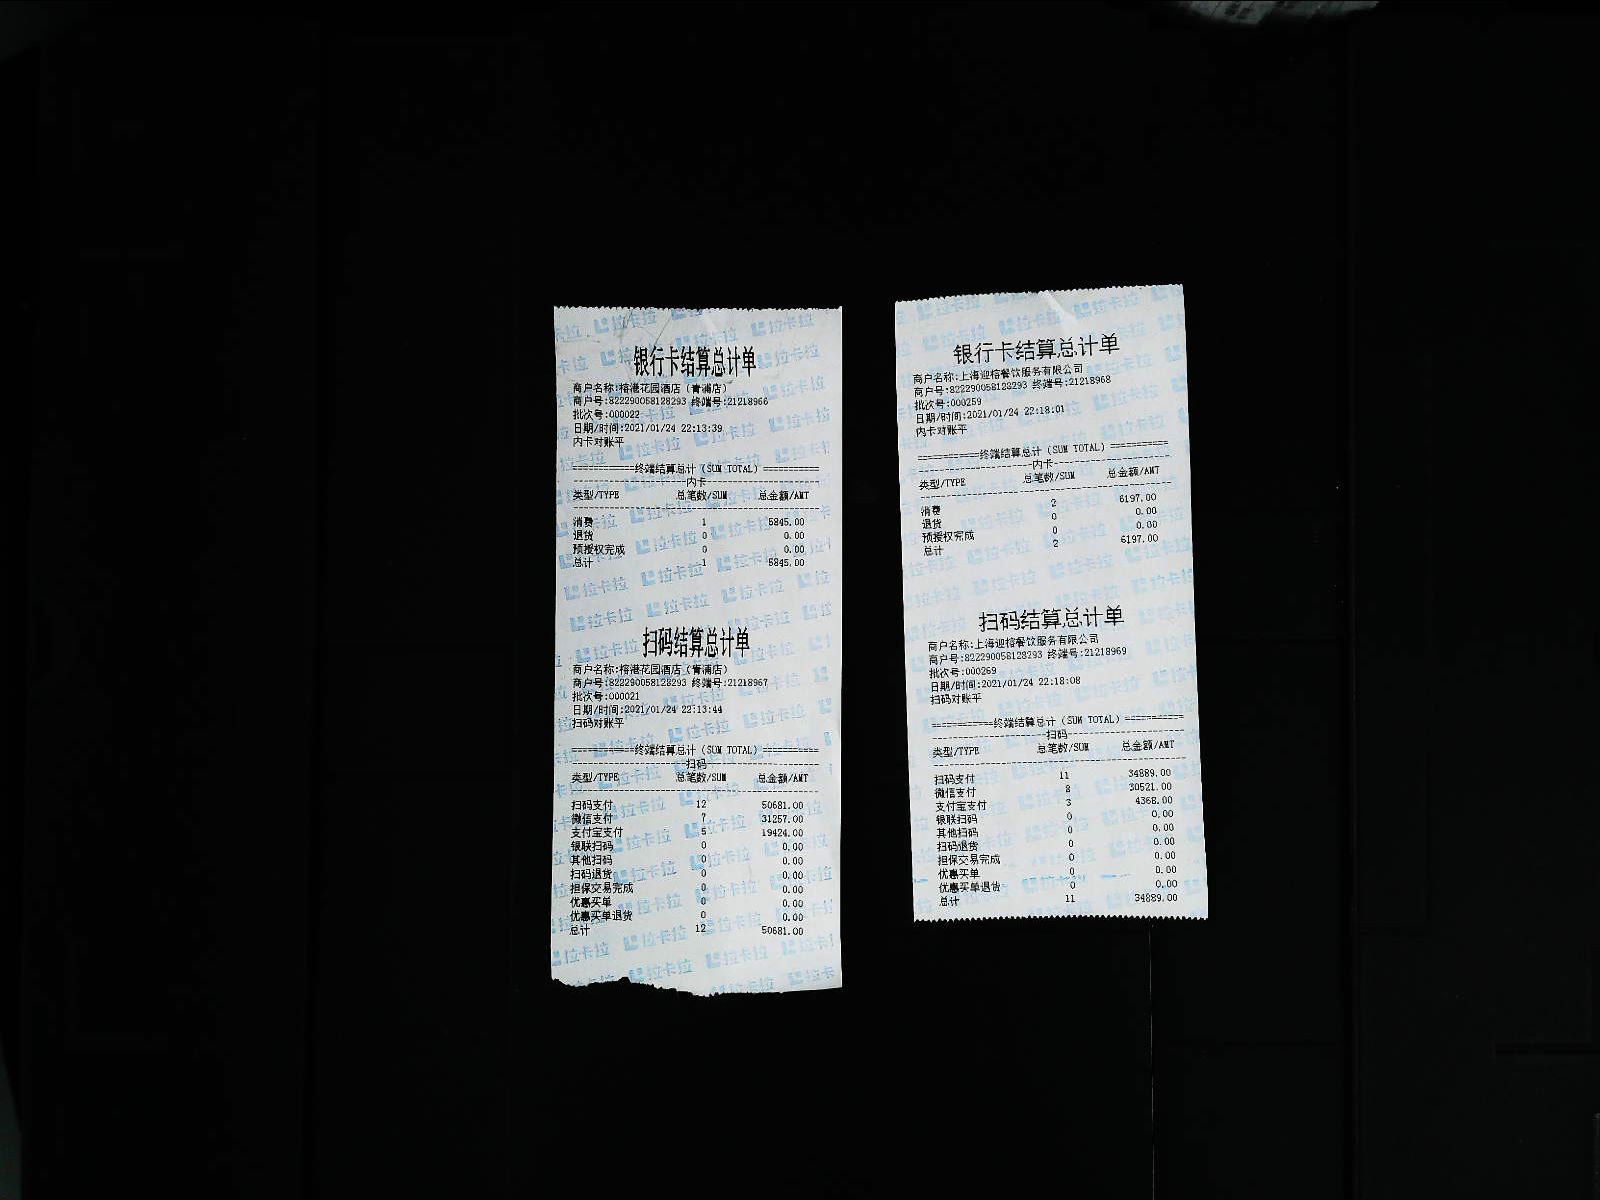 银行卡结算总计单
商户名称:榕港花园酒店（青浦店）
商户号:822290058128293 终端号:21218966
批次号:000022
日期/时间:2021/01/24 22:13:39
内卡对账平
===========终端结算总计（SUM TOTAL）===========
--------------------内卡--------------------
类型/TYPE 总笔数/SUM 总金额/AMT
消费 1 5845.00
退货 0 0.00
预授权完成 0 0.00
总计 1 5845.00
扫码结算总计单
商户名称:榕港花园酒店（青浦店）
商户号:822290058128293 终端号:21218967
批次号:000021
日期/时间:2021/01/24 22:13:44
扫码对账平
===========终端结算总计（SUM TOTAL）===========
--------------------扫码--------------------
类型/TYPE 总笔数/SUM 总金额/AMT
扫码支付 12 50681.00
微信支付 7 31257.00
支付宝支付 5 19424.00
银联扫码 0 0.00
其他扫码 0 0.00
扫码退货 0 0.00
担保交易完成 0 0.00
优惠买单 0 0.00
优惠买单退货 0 0.00
总计 12 50681.00
银行卡结算总计单
商户名称:上海迎榕餐饮服务有限公司
商户号:822290058128293 终端号:21218968
批次号:000259
日期/时间:2021/01/24 22:18:01
内卡对账平
===========终端结算总计（SUM TOTAL）===========
--------------------内卡--------------------
类型/TYPE 总笔数/SUM 总金额/AMT
消费 2 6197.00
退货 0 0.00
预授权完成 0 0.00
总计 2 6197.00
扫码结算总计单
商户名称:上海迎榕餐饮服务有限公司
商户号:822290058128293 终端号:21218969
批次号:000269
日期/时间:2021/01/24 22:18:08
扫码对账平
===========终端结算总计（SUM TOTAL）===========
--------------------扫码--------------------
类型/TYPE 总笔数/SUM 总金额/AMT
扫码支付 11 34889.00
微信支付 8 30521.00
支付宝支付 3 4368.00
银联扫码 0 0.00
其他扫码 0 0.00
扫码退货 0 0.00
担保交易完成 0 0.00
优惠买单 0 0.00
优惠买单退货 0 0.00
总计 11 34889.00
拉卡拉